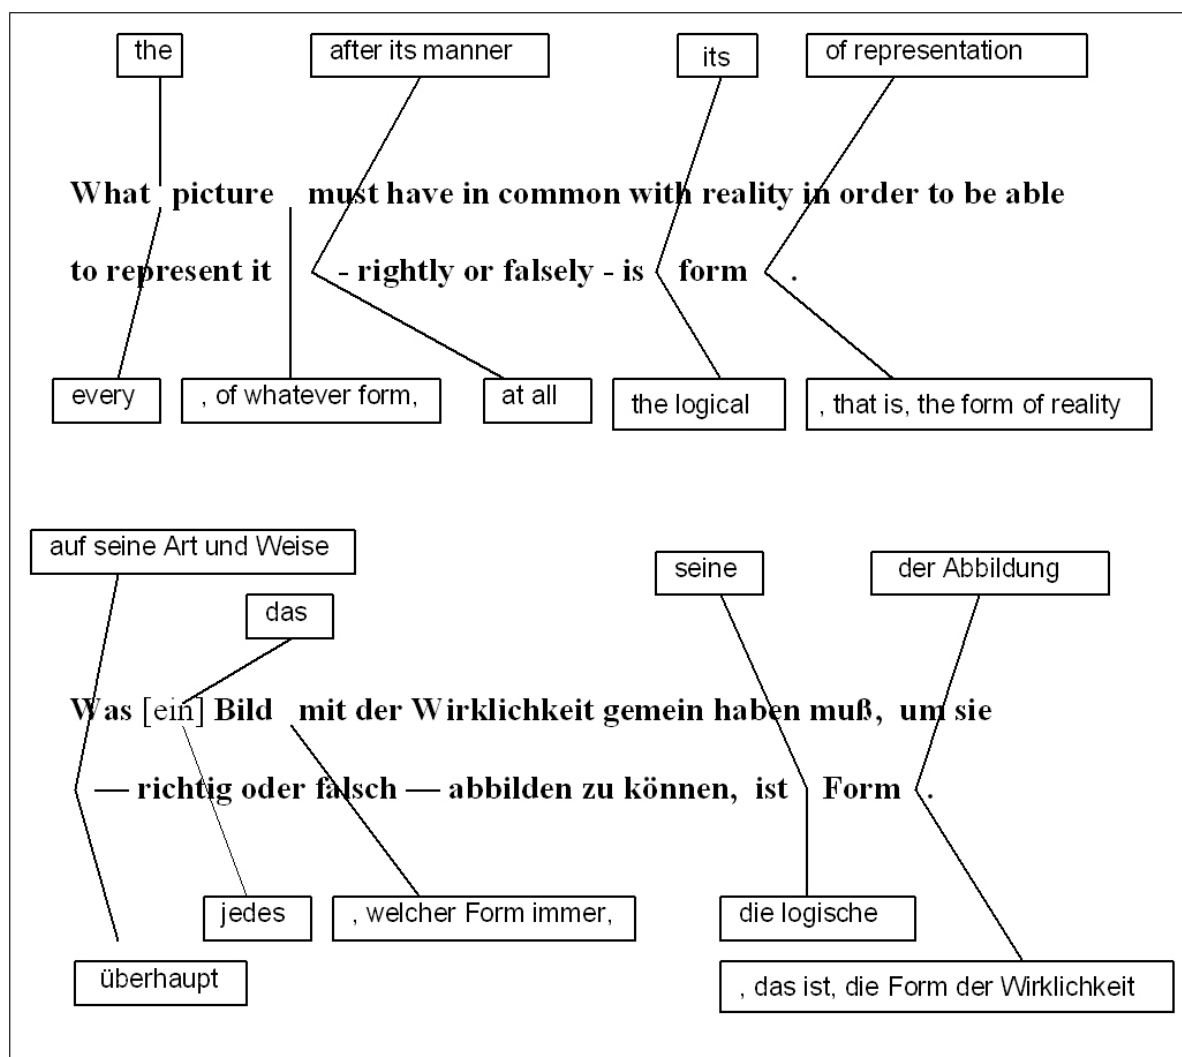 the after its manner its of representation
What picture must have in common with reality in order to be able
to represent it - rightly or falsely - is form .
every , of whatever form, at all the logical , that is, the form of reality
auf seine Art und Weise seine der Abbildung
das
Was [ein] Bild mit der Wirklichkeit gemein haben muß, um sie
— richtig oder falsch — abbilden zu können, ist Form .
jedes , welcher Form immer, die logische
überhaupt , das ist, die Form der Wirklichkeit